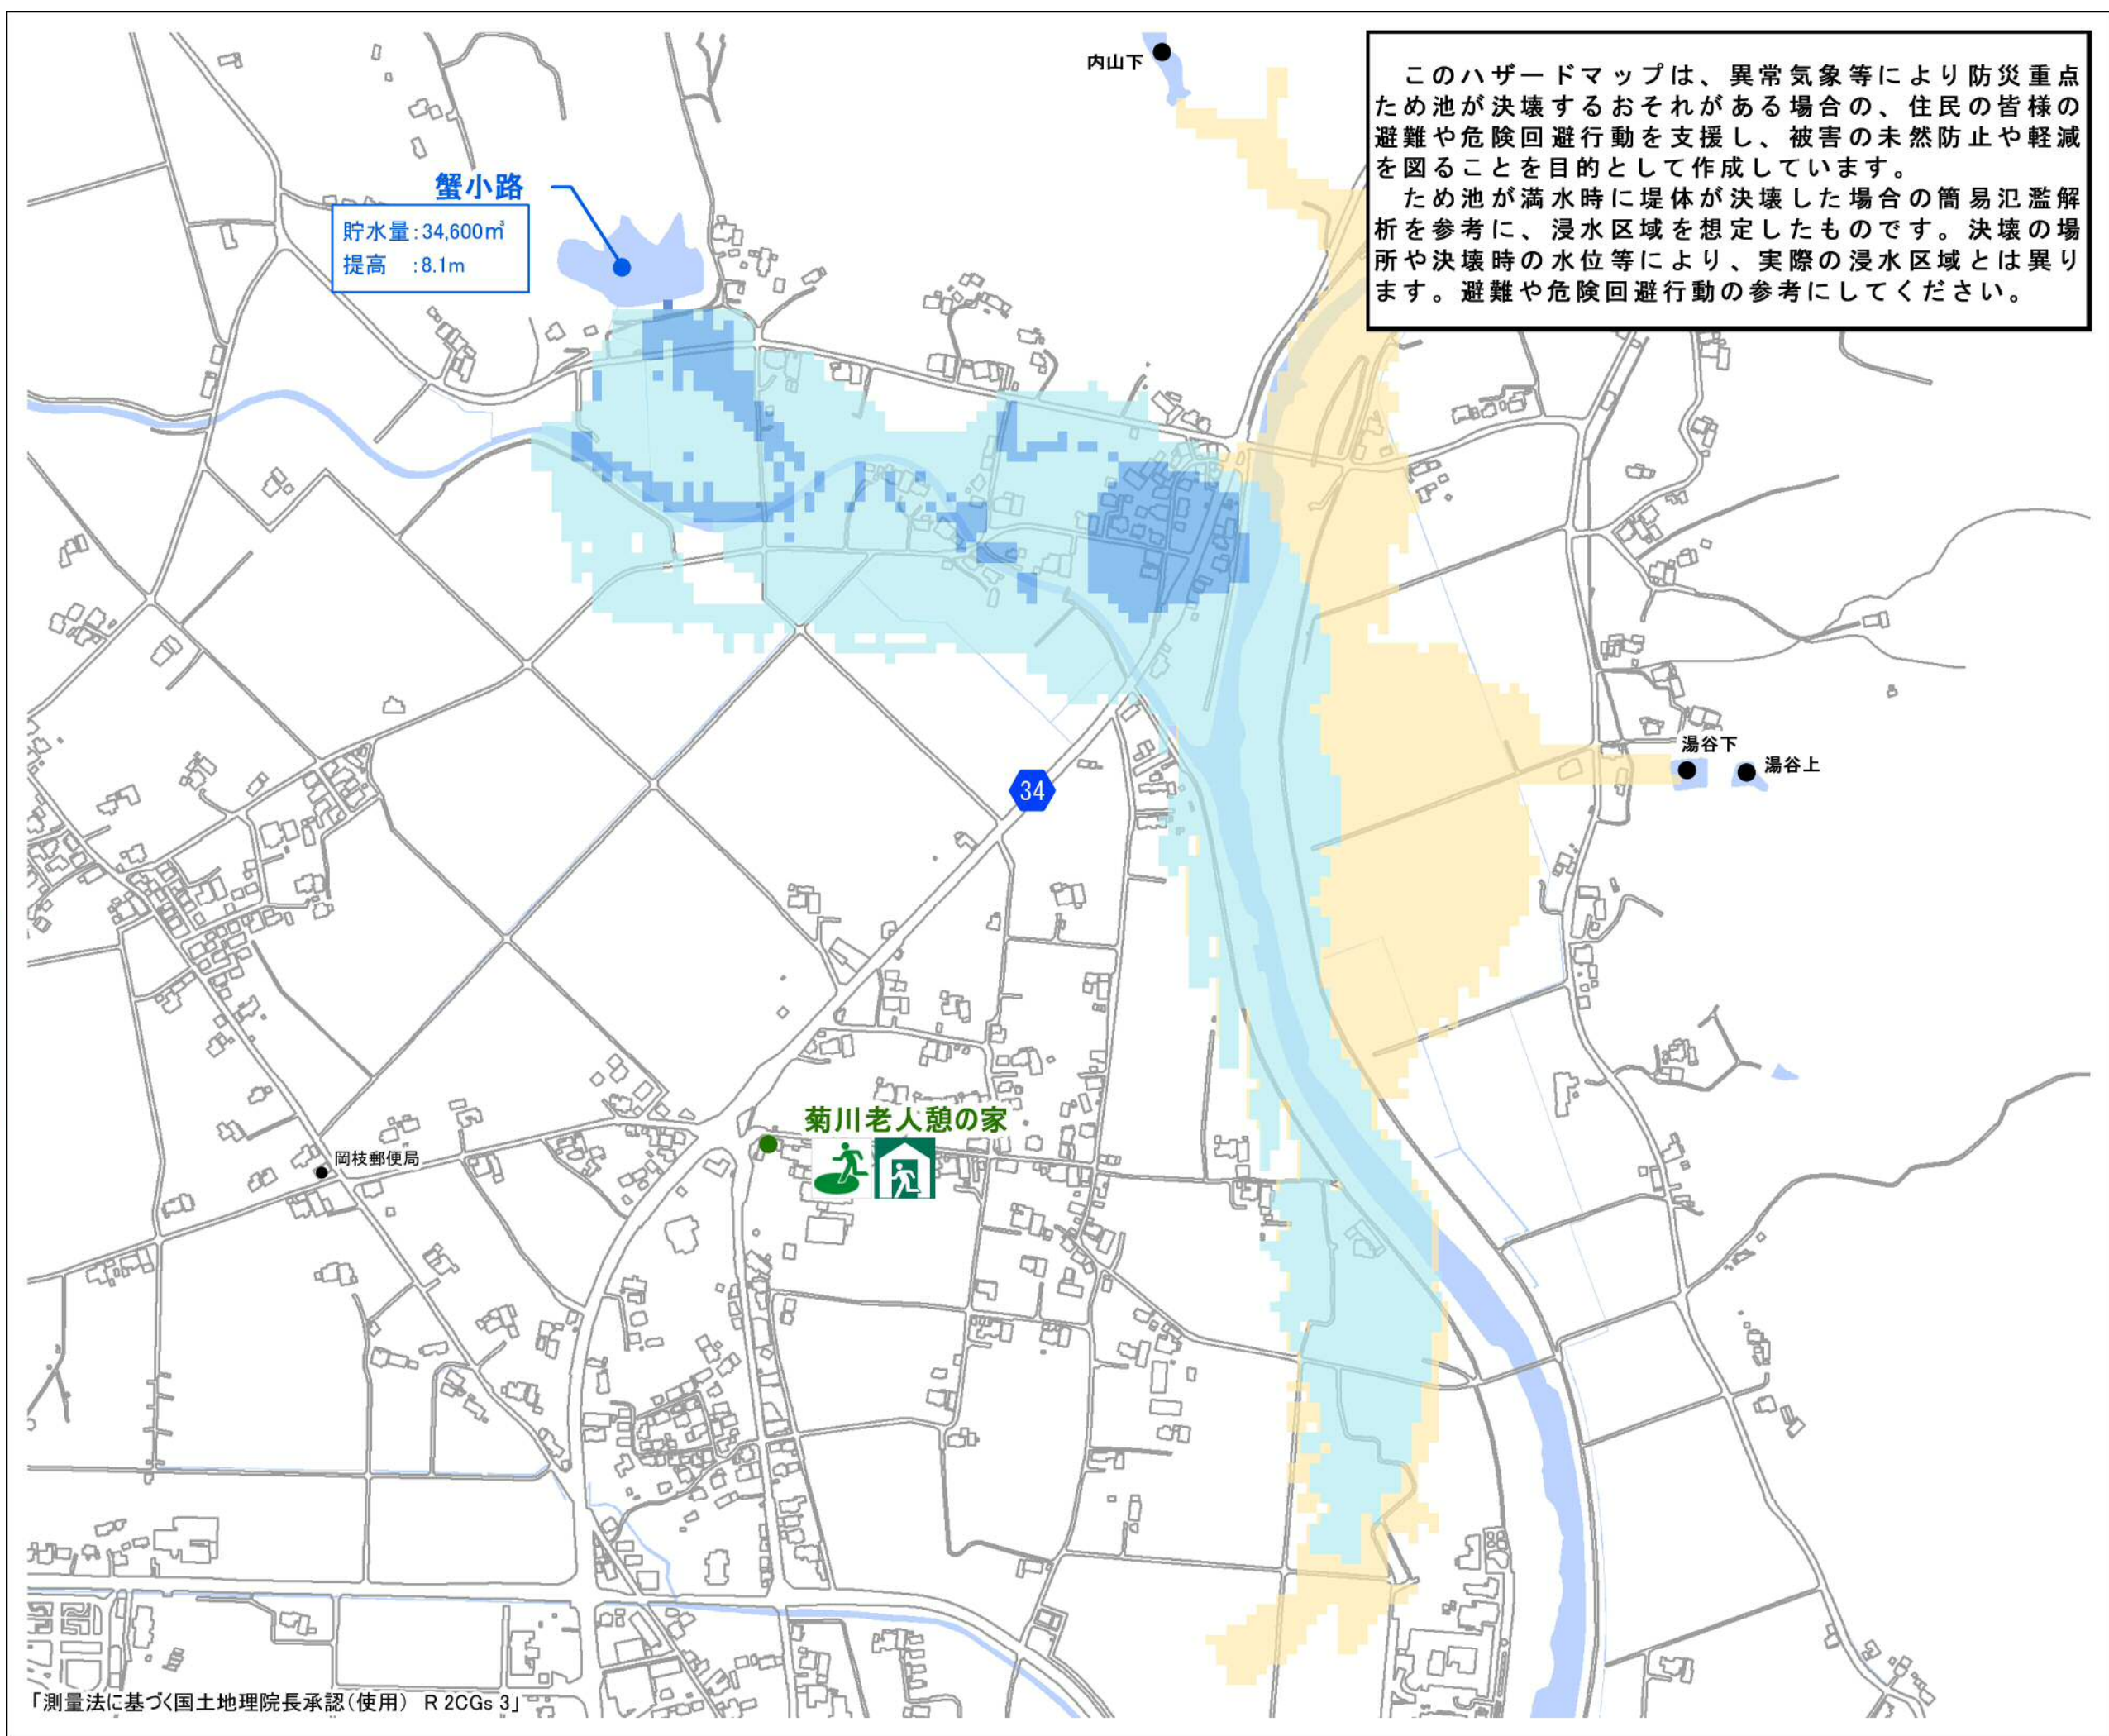 内山下
このハザードマップは、異常気象等により防災重点
ため池が決壊するおそれがある場合の、住民の皆様の
避難や危険回避行動を支援し、被害の未然防止や軽減
を図ることを目的として作成しています。
ため池が満水時に堤体が決壊した場合の簡易氾濫解
析を参考に、浸水区域を想定したものです。決壊の場
所や決壊時の水位等により、実際の浸水区域とは異り
ます。避難や危険回避行動の参考にしてください。
蟹小路
貯水量:34,600㎥
提高 :8.1m
湯谷下
湯谷上
34
菊川老人憩の家
岡枝郵便局
「測量法に基づく国土地理院長承認(使用) R 2CGs 3」